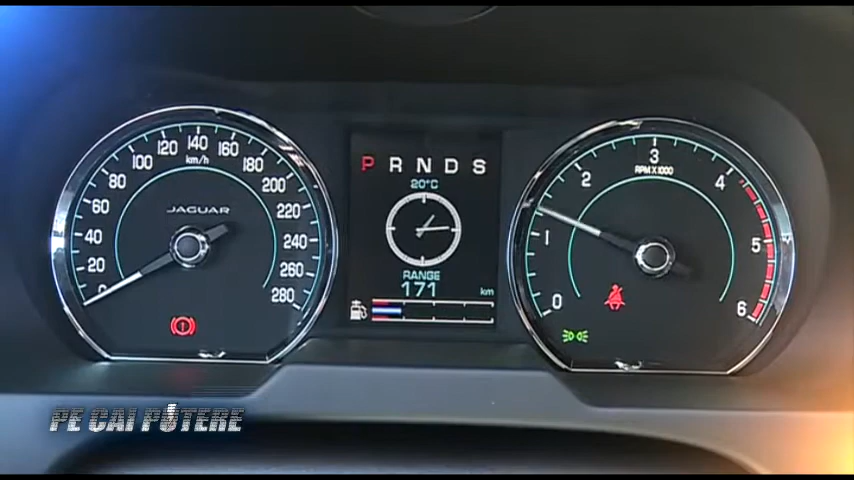 0 20 40 60 80 100 120 140 160 180 200 220 240 260 280
km/h
JAGUAR
P R N D S
20°C
RANGE
171 km
0 1 2 3 4 5 6
RPM X 1000
PE CAI PUTERE